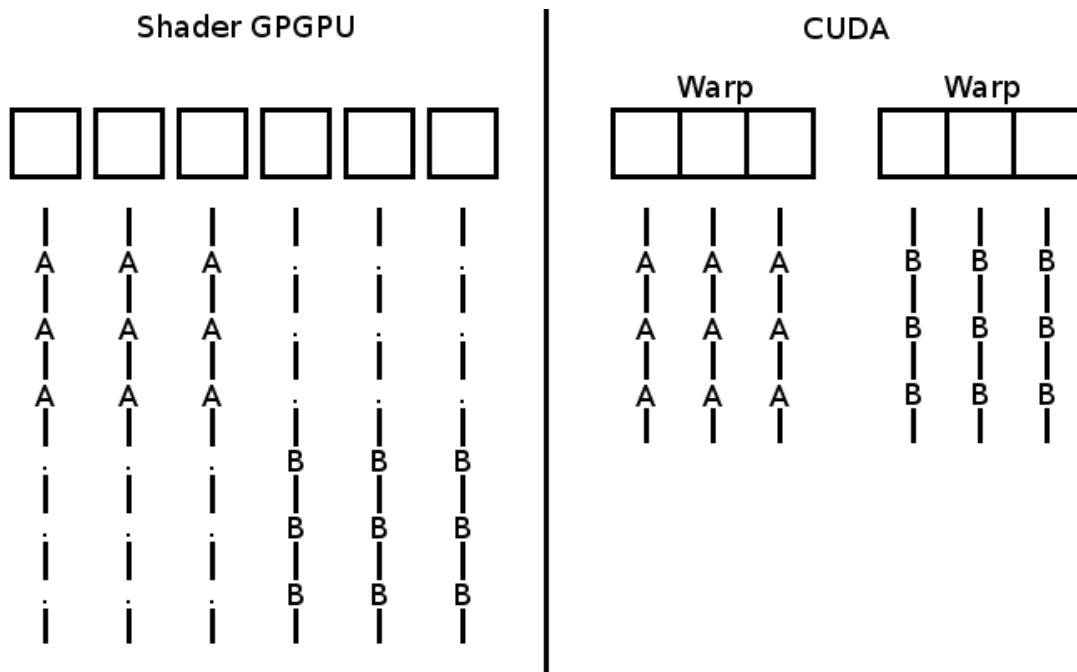 Shader GPGPU
A A A . . .
A A A . . .
A A A . . .
. . . B B B
. . . B B B
. . . B B B
CUDA
Warp Warp
A A A B B B
A A A B B B
A A A B B B